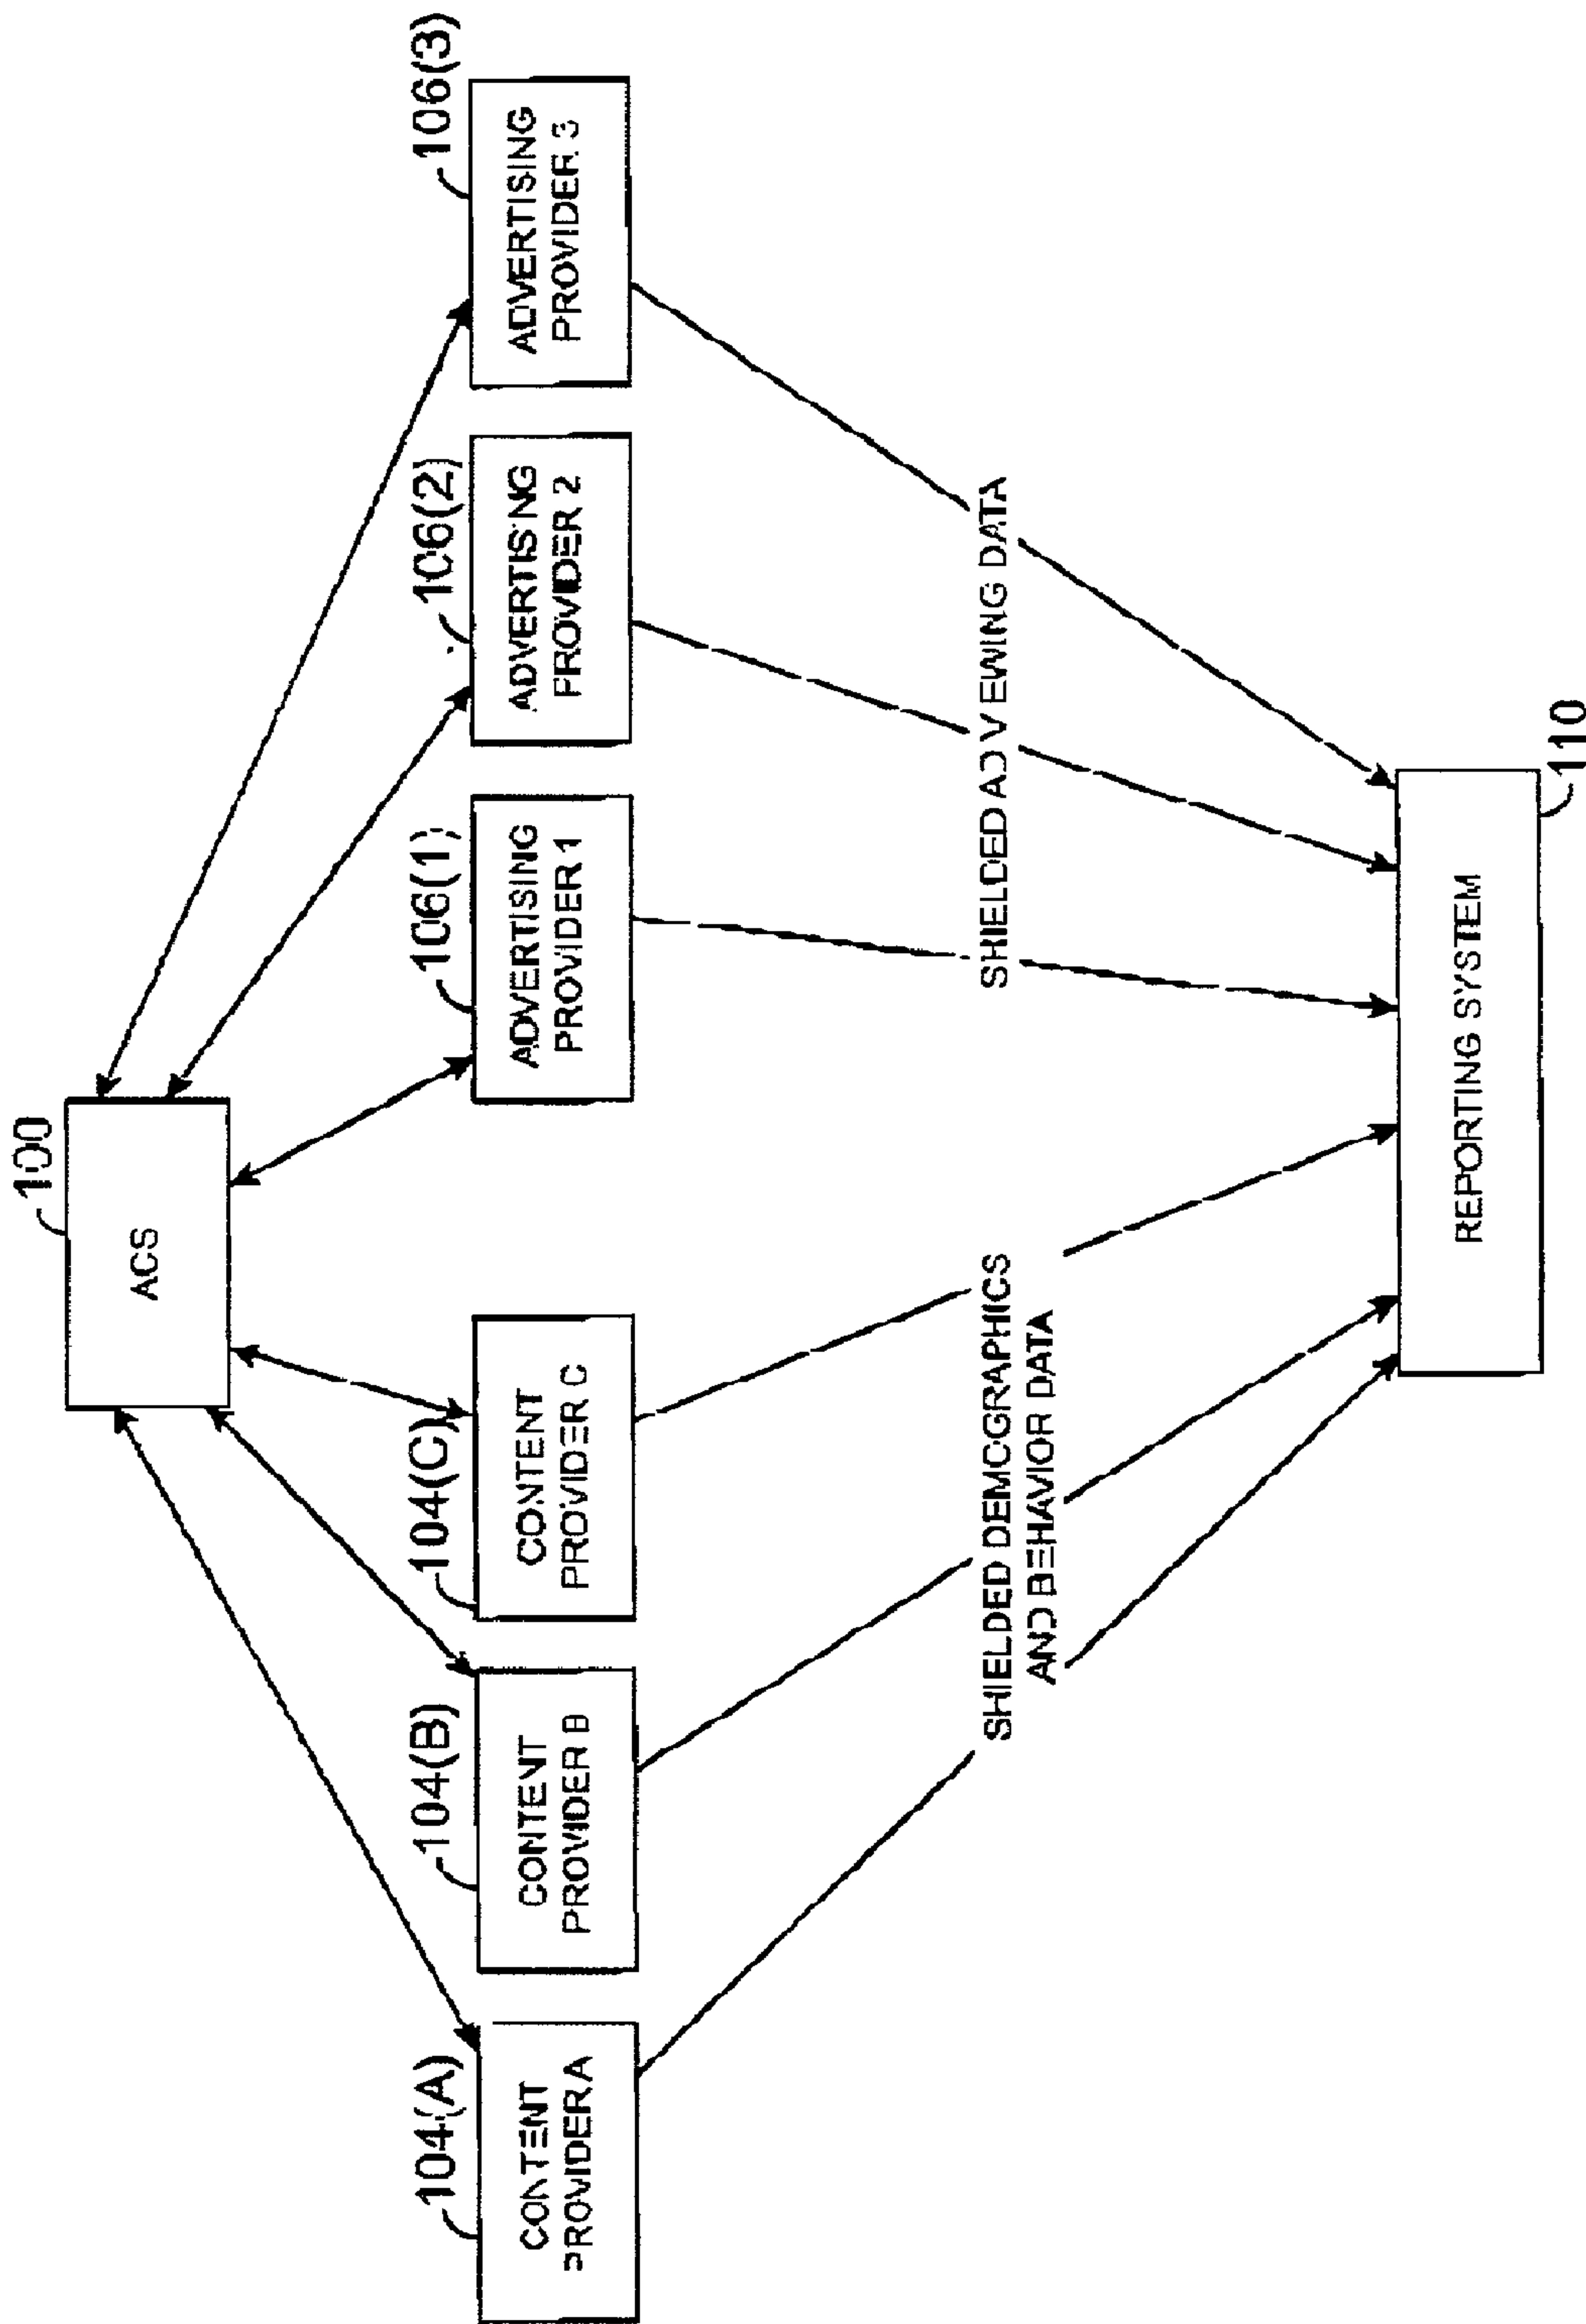 100
ACS
104(A)
CONTENT
PROVIDER A
104(B)
CONTENT
PROVIDER B
104(C)
CONTENT
PROVIDER C
106(1)
ADVERTISING
PROVIDER 1
106(2)
ADVERTISING
PROVIDER 2
106(3)
ADVERTISING
PROVIDER 3
SHIELDED DEMOGRAPHICS
AND BEHAVIOR DATA
SHIELDED AD VIEWING DATA
REPORTING SYSTEM
110